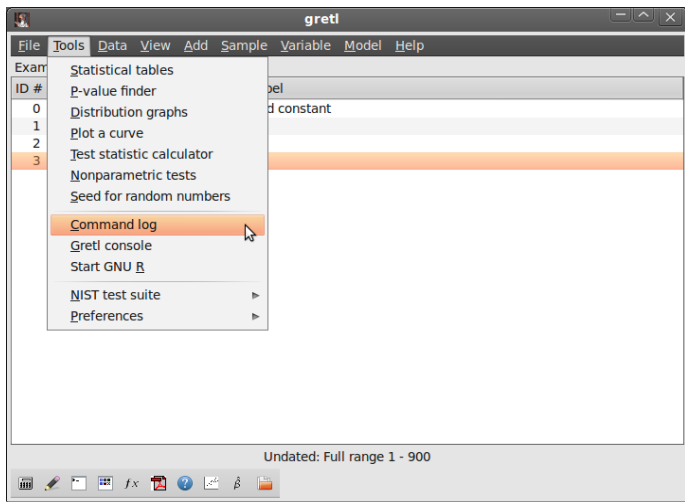 gretl
File Tools Data View Add Sample Variable Model Help
Exam
ID #
0 d constant
1
2
3
Statistical tables
P-value finder
Distribution graphs
Plot a curve
Test statistic calculator
Nonparametric tests
Seed for random numbers
Command log
Gretl console
Start GNU R
NIST test suite
Preferences
Undated: Full range 1 - 900
fx β̂